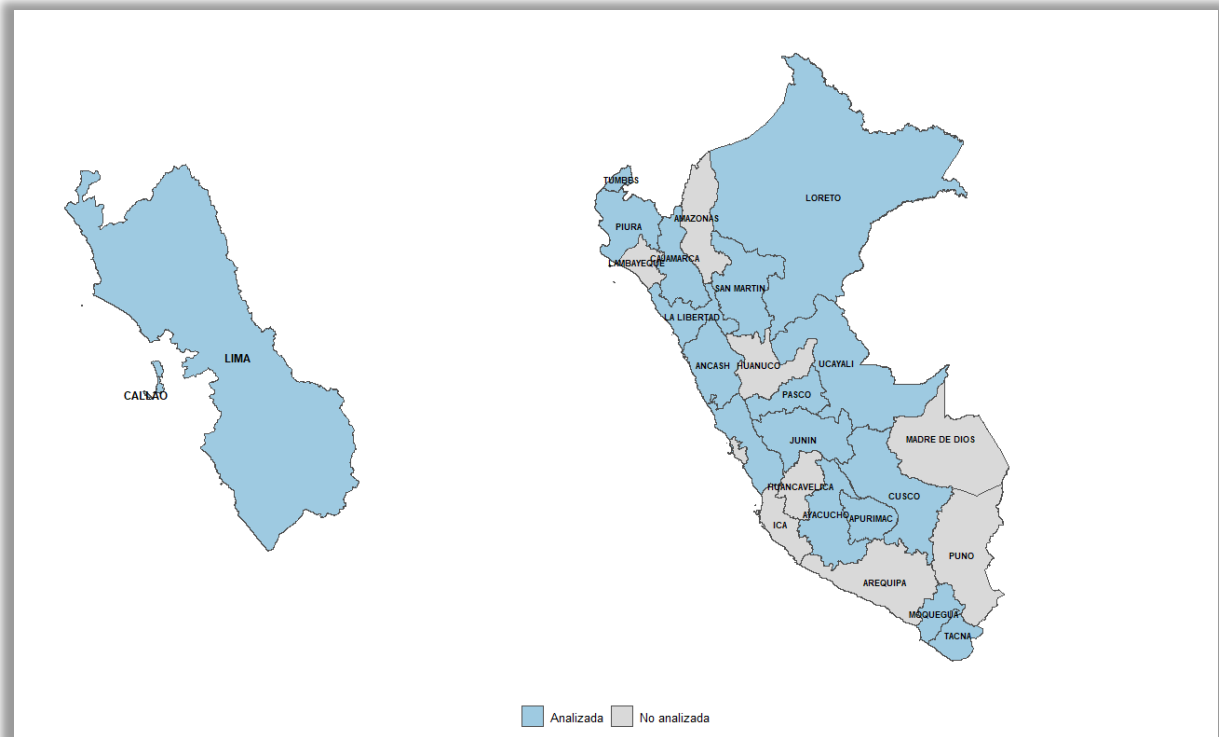 LORETO
TUMBES
AMAZONAS
PIURA
LAMBAYEQUE
CAJAMARCA
SAN MARTIN
LA LIBERTAD
LIMA
ANCASH
HUANUCO
UCAYALI
CALLAO
PASCO
JUNIN
MADRE DE DIOS
HUANCAVELICA
CUSCO
AYACUCHO
APURIMAC
ICA
PUNO
AREQUIPA
MOQUEGUA
TACNA
Analizada
No analizada